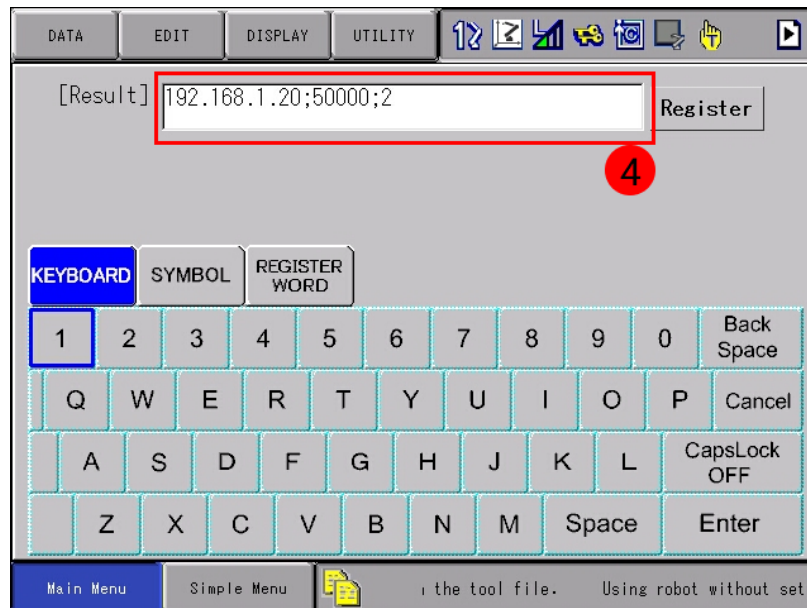 DATA EDIT DISPLAY UTILITY
[Result] 192.168.1.20;50000;2 Register
4
KEYBOARD SYMBOL REGISTER WORD
1 2 3 4 5 6 7 8 9 0 Back Space
Q W E R T Y U I O P Cancel
A S D F G H J K L CapsLock OFF
Z X C V B N M Space Enter
Main Menu Simple Menu the tool file. Using robot without set